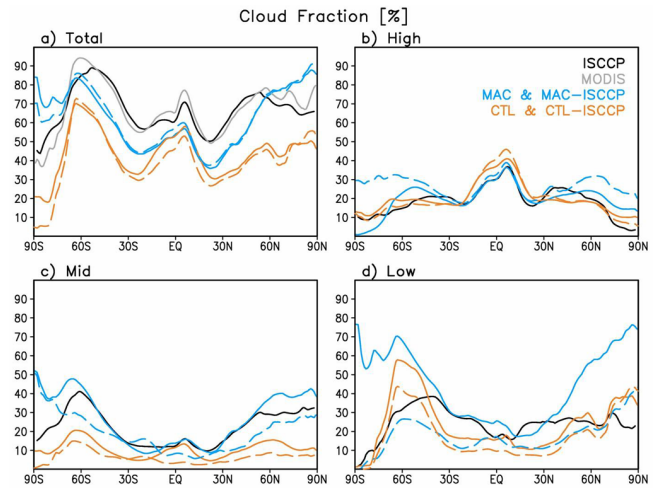 Cloud Fraction [%]
a) Total
b) High
ISCCP
MODIS
MAC & MAC-ISCCP
CTL & CTL-ISCCP
90
80
70
60
50
40
30
20
10
90S 60S 30S EQ 30N 60N 90N
90
80
70
60
50
40
30
20
10
90S 60S 30S EQ 30N 60N 90N
c) Mid
d) Low
90
80
70
60
50
40
30
20
10
90S 60S 30S EQ 30N 60N 90N
90
80
70
60
50
40
30
20
10
90S 60S 30S EQ 30N 60N 90N